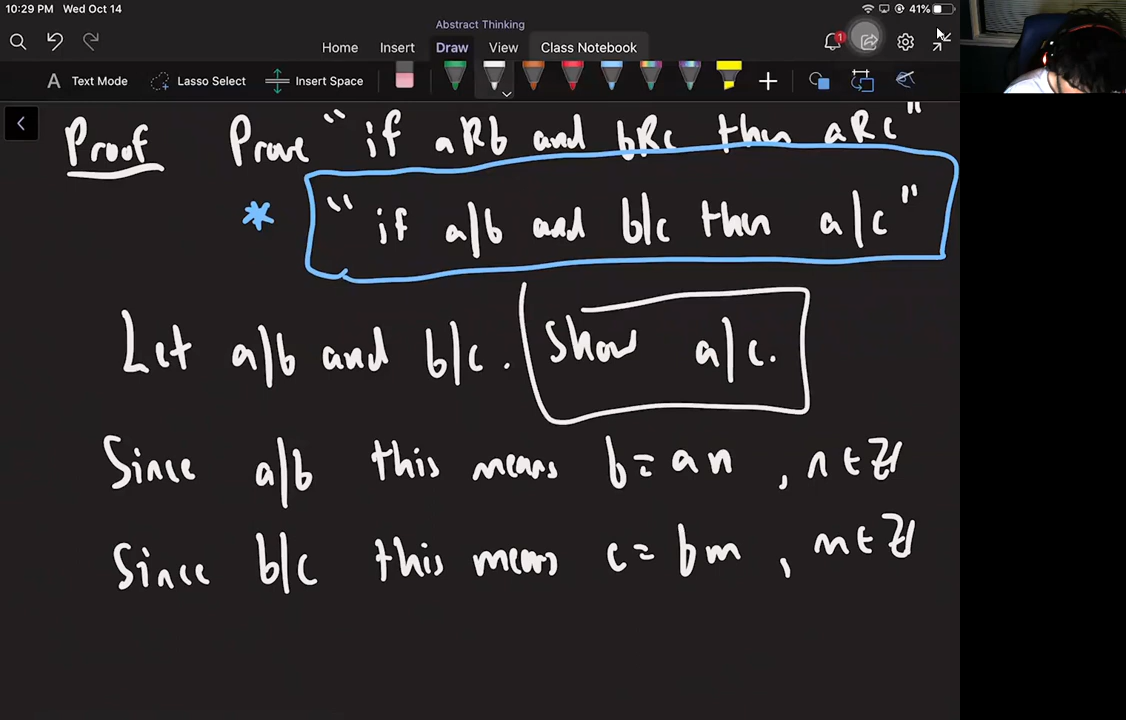 10:29 PM Wed Oct 14
41%
Abstract Thinking
Home Insert Draw View Class Notebook
1
A Text Mode Lasso Select Insert Space
Proof Prove "if aRb and bRc then aRc"
* "if a|b and b|c then a|c"
Let a|b and b|c. Show a|c.
Since a|b this means b = an , n ∈ ℤ
Since b|c this means c = bm , m ∈ ℤ